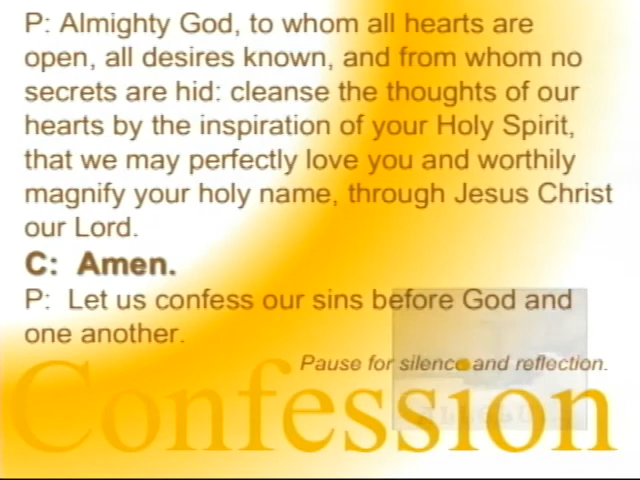 P: Almighty God, to whom all hearts are
open, all desires known, and from whom no
secrets are hid: cleanse the thoughts of our
hearts by the inspiration of your Holy Spirit,
that we may perfectly love you and worthily
magnify your holy name, through Jesus Christ
our Lord.
C: Amen.
P: Let us confess our sins before God and
one another.
Pause for silence and reflection.
Confession